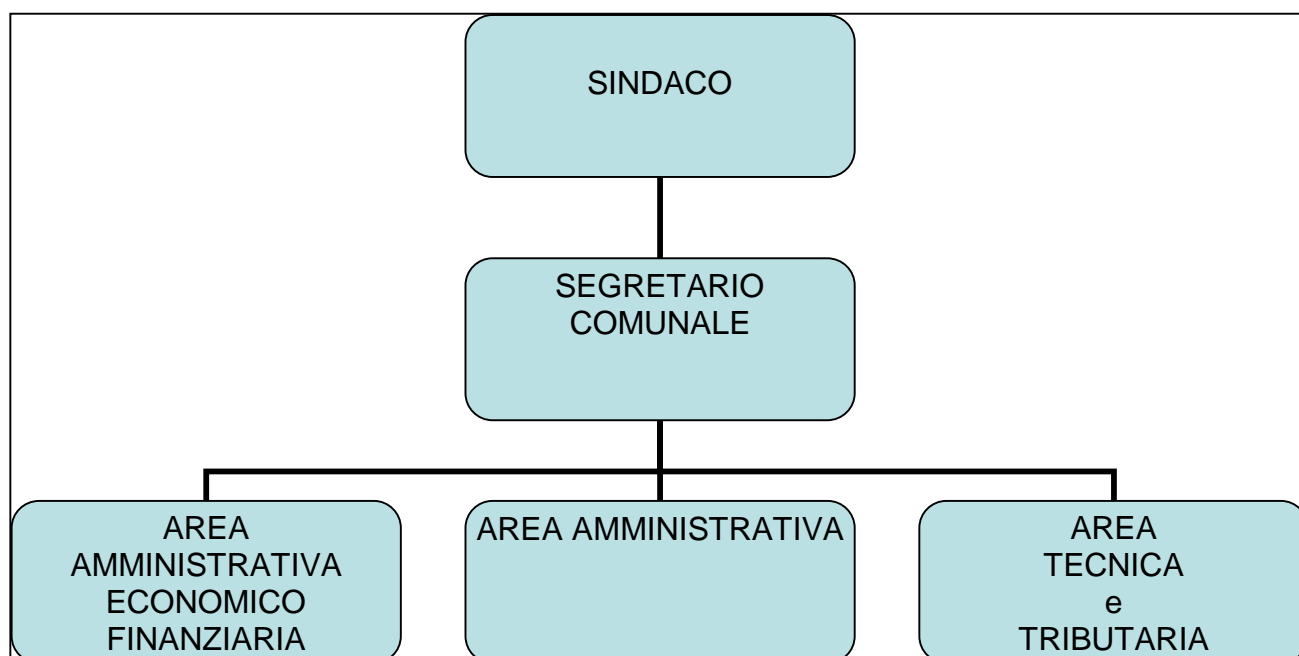 SINDACO
SEGRETARIO
COMUNALE
AREA
AMMINISTRATIVA
ECONOMICO
FINANZIARIA
AREA AMMINISTRATIVA
AREA
TECNICA
e
TRIBUTARIA